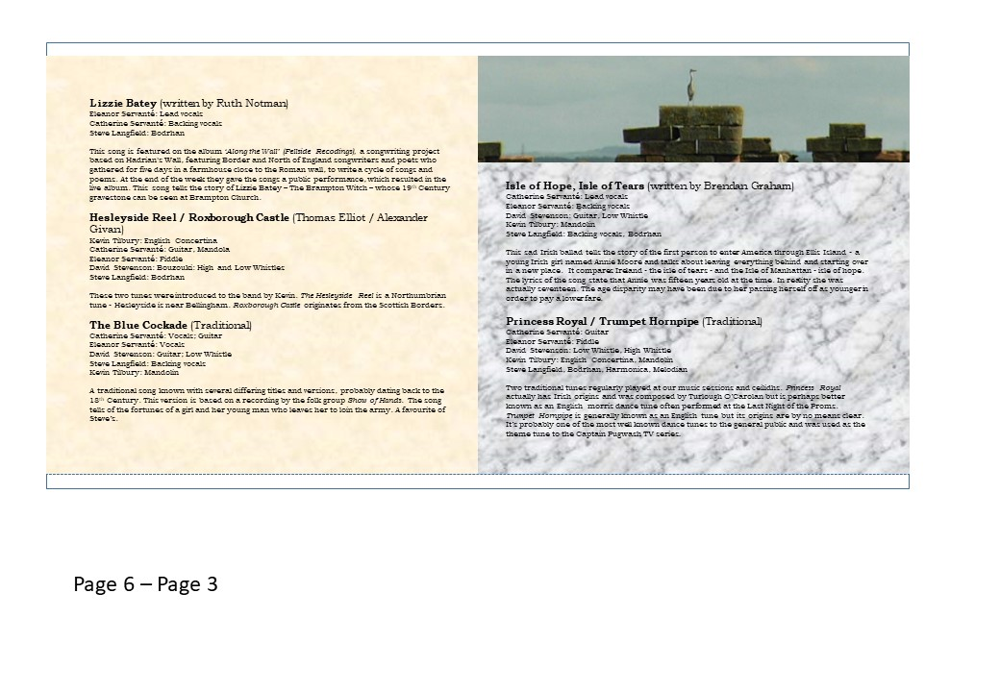 Lizzie Batey (written by Ruth Notman)
Eleanor Servanté: Lead vocals
Catherine Servanté: Backing vocals
Steve Langfield: Bodrhan
This song is featured on the album ‘Along the Wall’ (Fellside Recodings), a songwriting project
based on Hadrian’s Wall, featuring Border and North of England songwriters and poets who
gathered for five days in a farmhouse close to the Roman wall, to write a cycle of songs and
poems. At the end of the week they gave the songs a public performance, which resulted in the
live album. This song tells the story of Lizzie Batey – The Brampton Witch – whose 19th Century
gravestone can be seen at Brampton Church.
Hesleyside Reel / Roxborough Castle (Thomas Elliot / Alexander
Givan)
Kevin Tilbury: English Concertina
Catherine Servanté: Guitar, Mandola
Eleanor Servanté: Fiddle
David Stevenson: Bouzouki; High and Low Whistles
Steve Langfield: Bodrhan
These two tunes were introduced to the band by Kevin. The Hesleyside Reel is a Northumbrian
tune - Hesleyside is near Bellingham. Roxborough Castle originates from the Scottish Borders.
The Blue Cockade (Traditional)
Catherine Servanté: Vocals; Guitar
Eleanor Servanté: Vocals
David Stevenson: Guitar; Low Whistle
Steve Langfield: Backing vocals
Kevin Tilbury: Mandolin
A traditional song known with several differing titles and versions, probably dating back to the
18th Century. This version is based on a recording by the folk group Show of Hands. The song
tells of the fortunes of a girl and her young man who leaves her to loin the army. A favourite of
Steve’s.
Isle of Hope, Isle of Tears (written by Brendan Graham)
Catherine Servanté: Lead vocals
Eleanor Servanté: Backing vocals
David Stevenson; Guitar, Low Whistle
Kevin Tilbury: Mandolin
Steve Langfield: Backing vocals, Bodrhan
This sad Irish ballad tells the story of the first person to enter America through Ellis Island - a
young Irish girl named Annie Moore and talks about leaving everything behind and starting over
in a new place. It compares Ireland - the isle of tears - and the Isle of Manhattan - isle of hope.
The lyrics of the song state that Annie was fifteen years old at the time. In reality she was
actually seventeen. The age disparity may have been due to her passing herself off as younger in
order to pay a lower fare.
Princess Royal / Trumpet Hornpipe (Traditional)
Catherine Servanté: Guitar
Eleanor Servanté: Fiddle
David Stevenson: Low Whistle, High Whistle
Kevin Tilbury: English Concertina, Mandolin
Steve Langfield, Bodrhan, Harmonica, Melodian
Two traditional tunes regularly played at our music sessions and ceilidhs. Princess Royal
actually has Irish origins and was composed by Turlough O’Carolan but is perhaps better
known as an English morris dance tune often performed at the Last Night of the Proms.
Trumpet Hornpipe is generally known as an English tune but its origins are by no means clear.
It’s probably one of the most well known dance tunes to the general public and was used as the
theme tune to the Captain Pugwash TV series.
Page 6 – Page 3